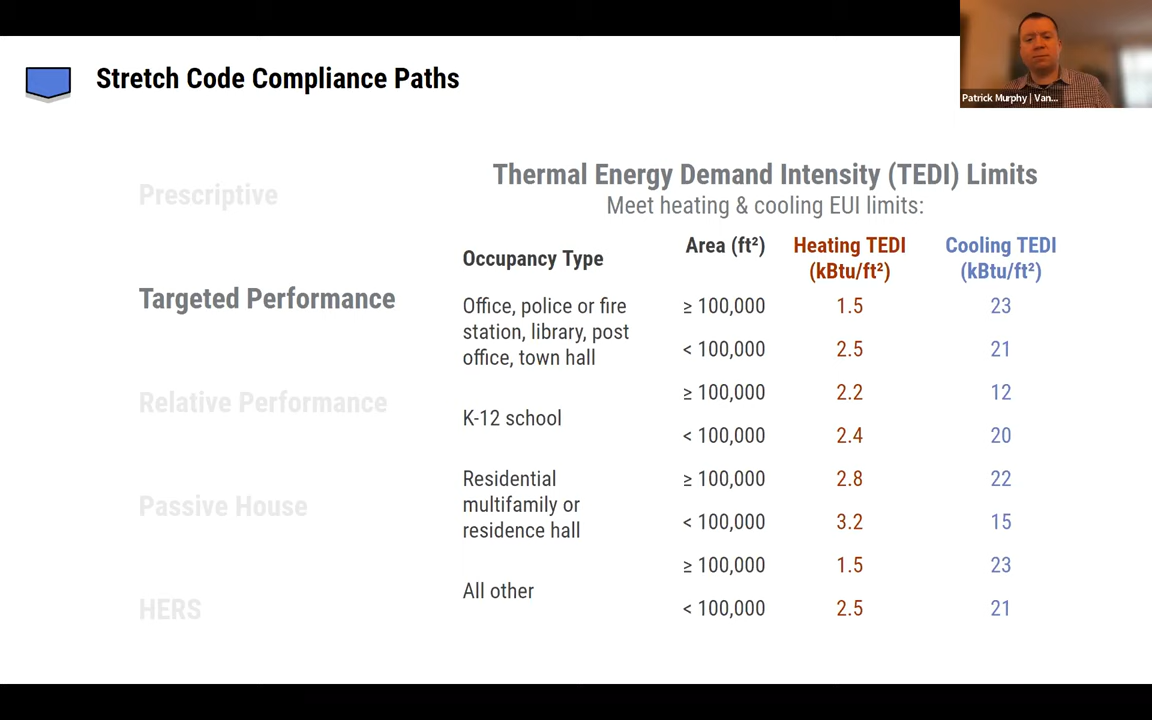 Stretch Code Compliance Paths
Patrick Murphy | Van...
Prescriptive
Targeted Performance
Relative Performance
Passive House
HERS
Thermal Energy Demand Intensity (TEDI) Limits
Meet heating & cooling EUI limits:
Occupancy Type
Area (ft²)
Heating TEDI
(kBtu/ft²)
Cooling TEDI
(kBtu/ft²)
Office, police or fire
station, library, post
office, town hall
≥ 100,000 1.5 23
< 100,000 2.5 21
K-12 school
≥ 100,000 2.2 12
< 100,000 2.4 20
Residential
multifamily or
residence hall
≥ 100,000 2.8 22
< 100,000 3.2 15
All other
≥ 100,000 1.5 23
< 100,000 2.5 21